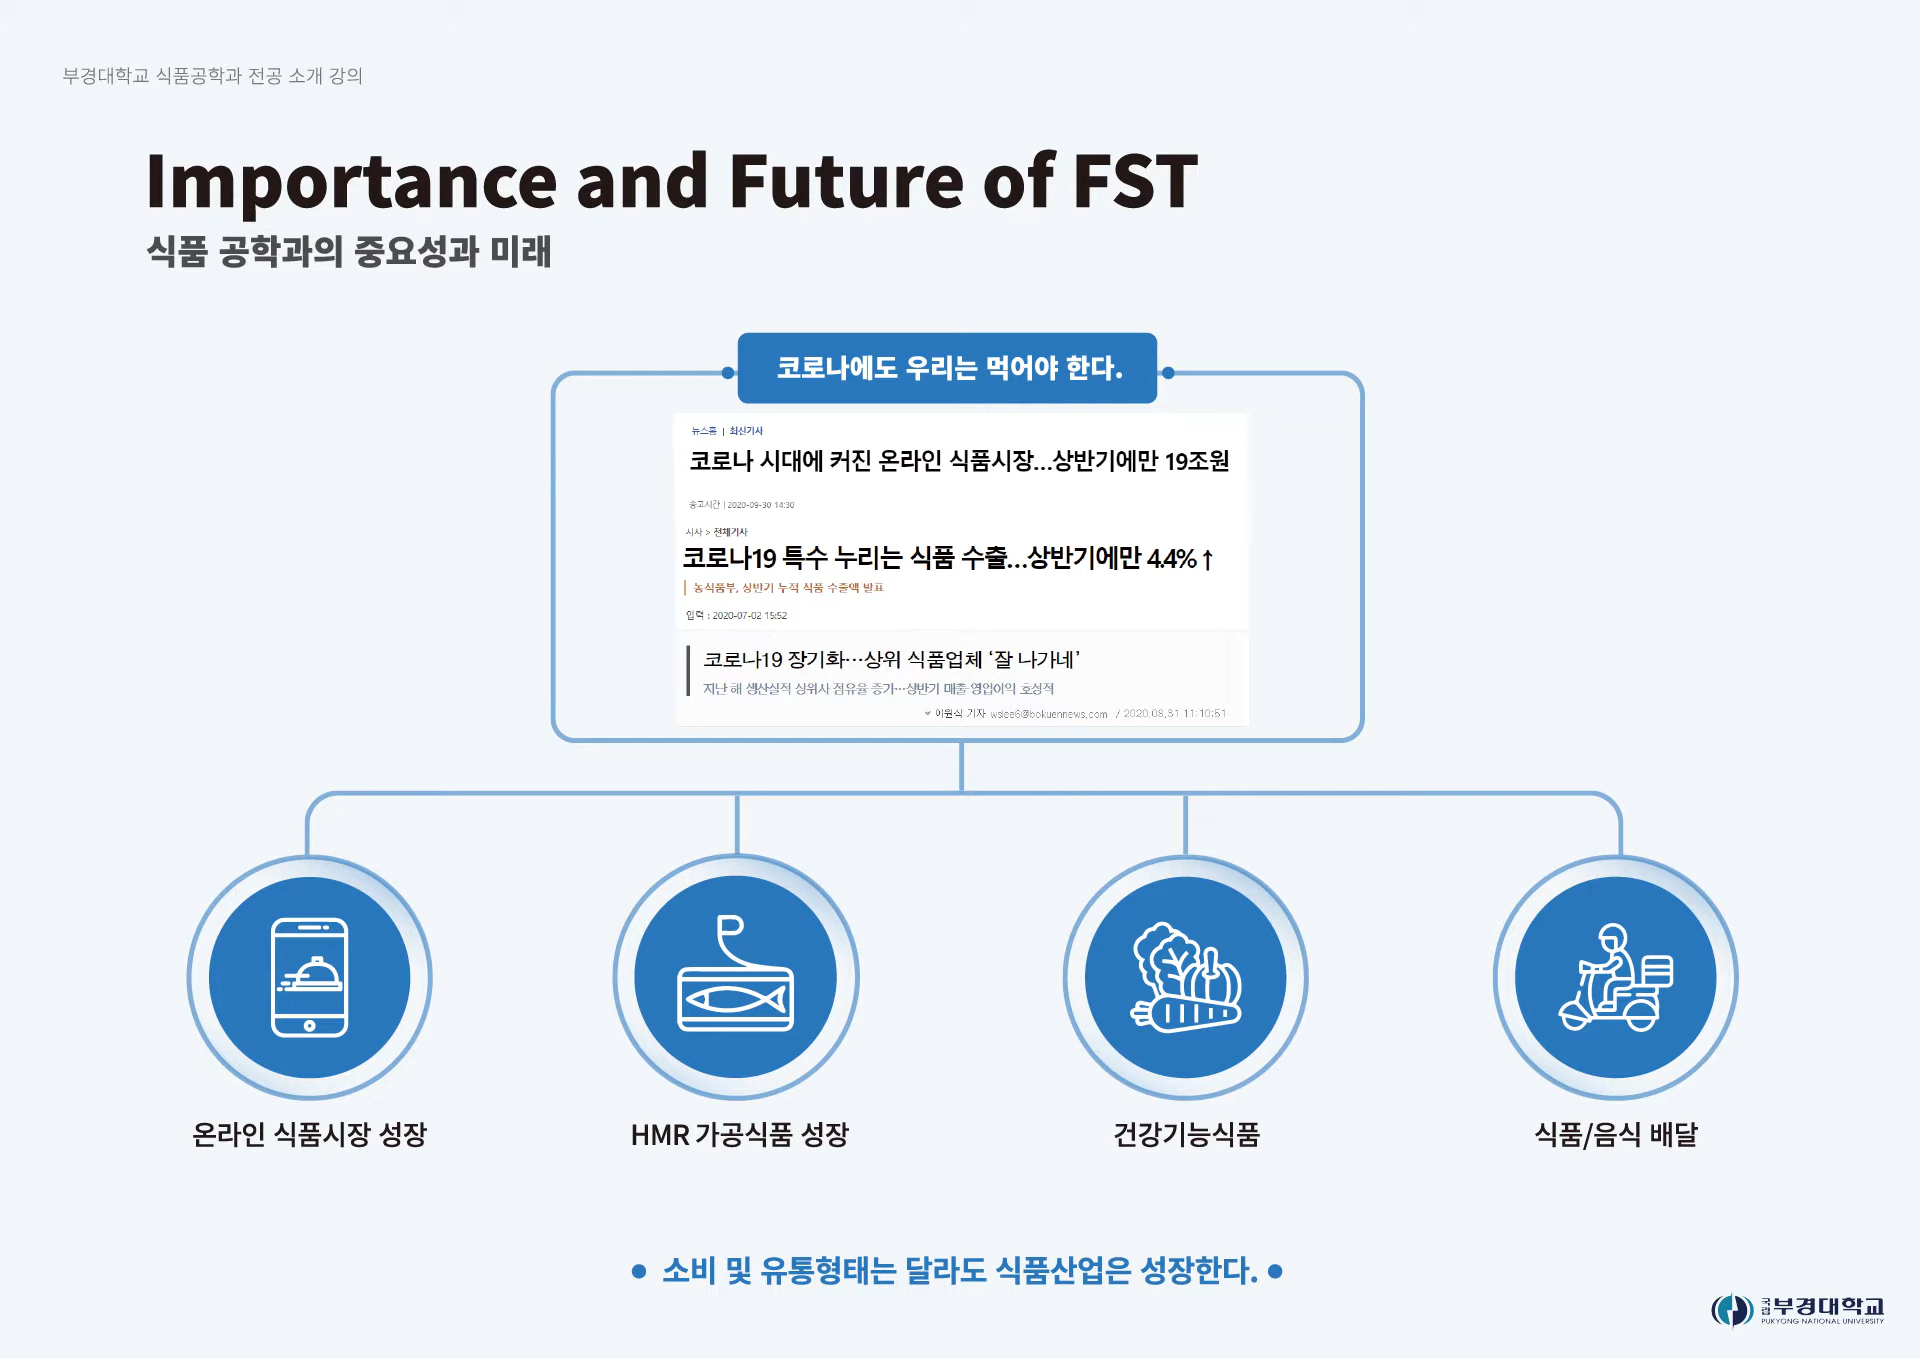 부경대학교 식품공학과 전공 소개 강의
Importance and Future of FST
식품 공학과의 중요성과 미래
코로나에도 우리는 먹어야 한다.
뉴스홀 | 최신기사
코로나 시대에 커진 온라인 식품시장...상반기에만 19조원
송고시간 | 2020-09-30 14:30
시사 > 전체기사
코로나19 특수 누리는 식품 수출...상반기에만 4.4%↑
농식품부, 상반기 누적 식품 수출액 발표
입력 : 2020-07-02 15:52
코로나19 장기화…상위 식품업체 ‘잘 나가네’
지난 해 생산실적 상위사 점유율 증가…상반기 매출·영업이익 호성적
이원식 기자 wslee6@bokuennews.com / 2020.08.31 11:10:51
온라인 식품시장 성장
HMR 가공식품 성장
건강기능식품
식품/음식 배달
• 소비 및 유통형태는 달라도 식품산업은 성장한다. •
국립부경대학교
PUKYONG NATIONAL UNIVERSITY